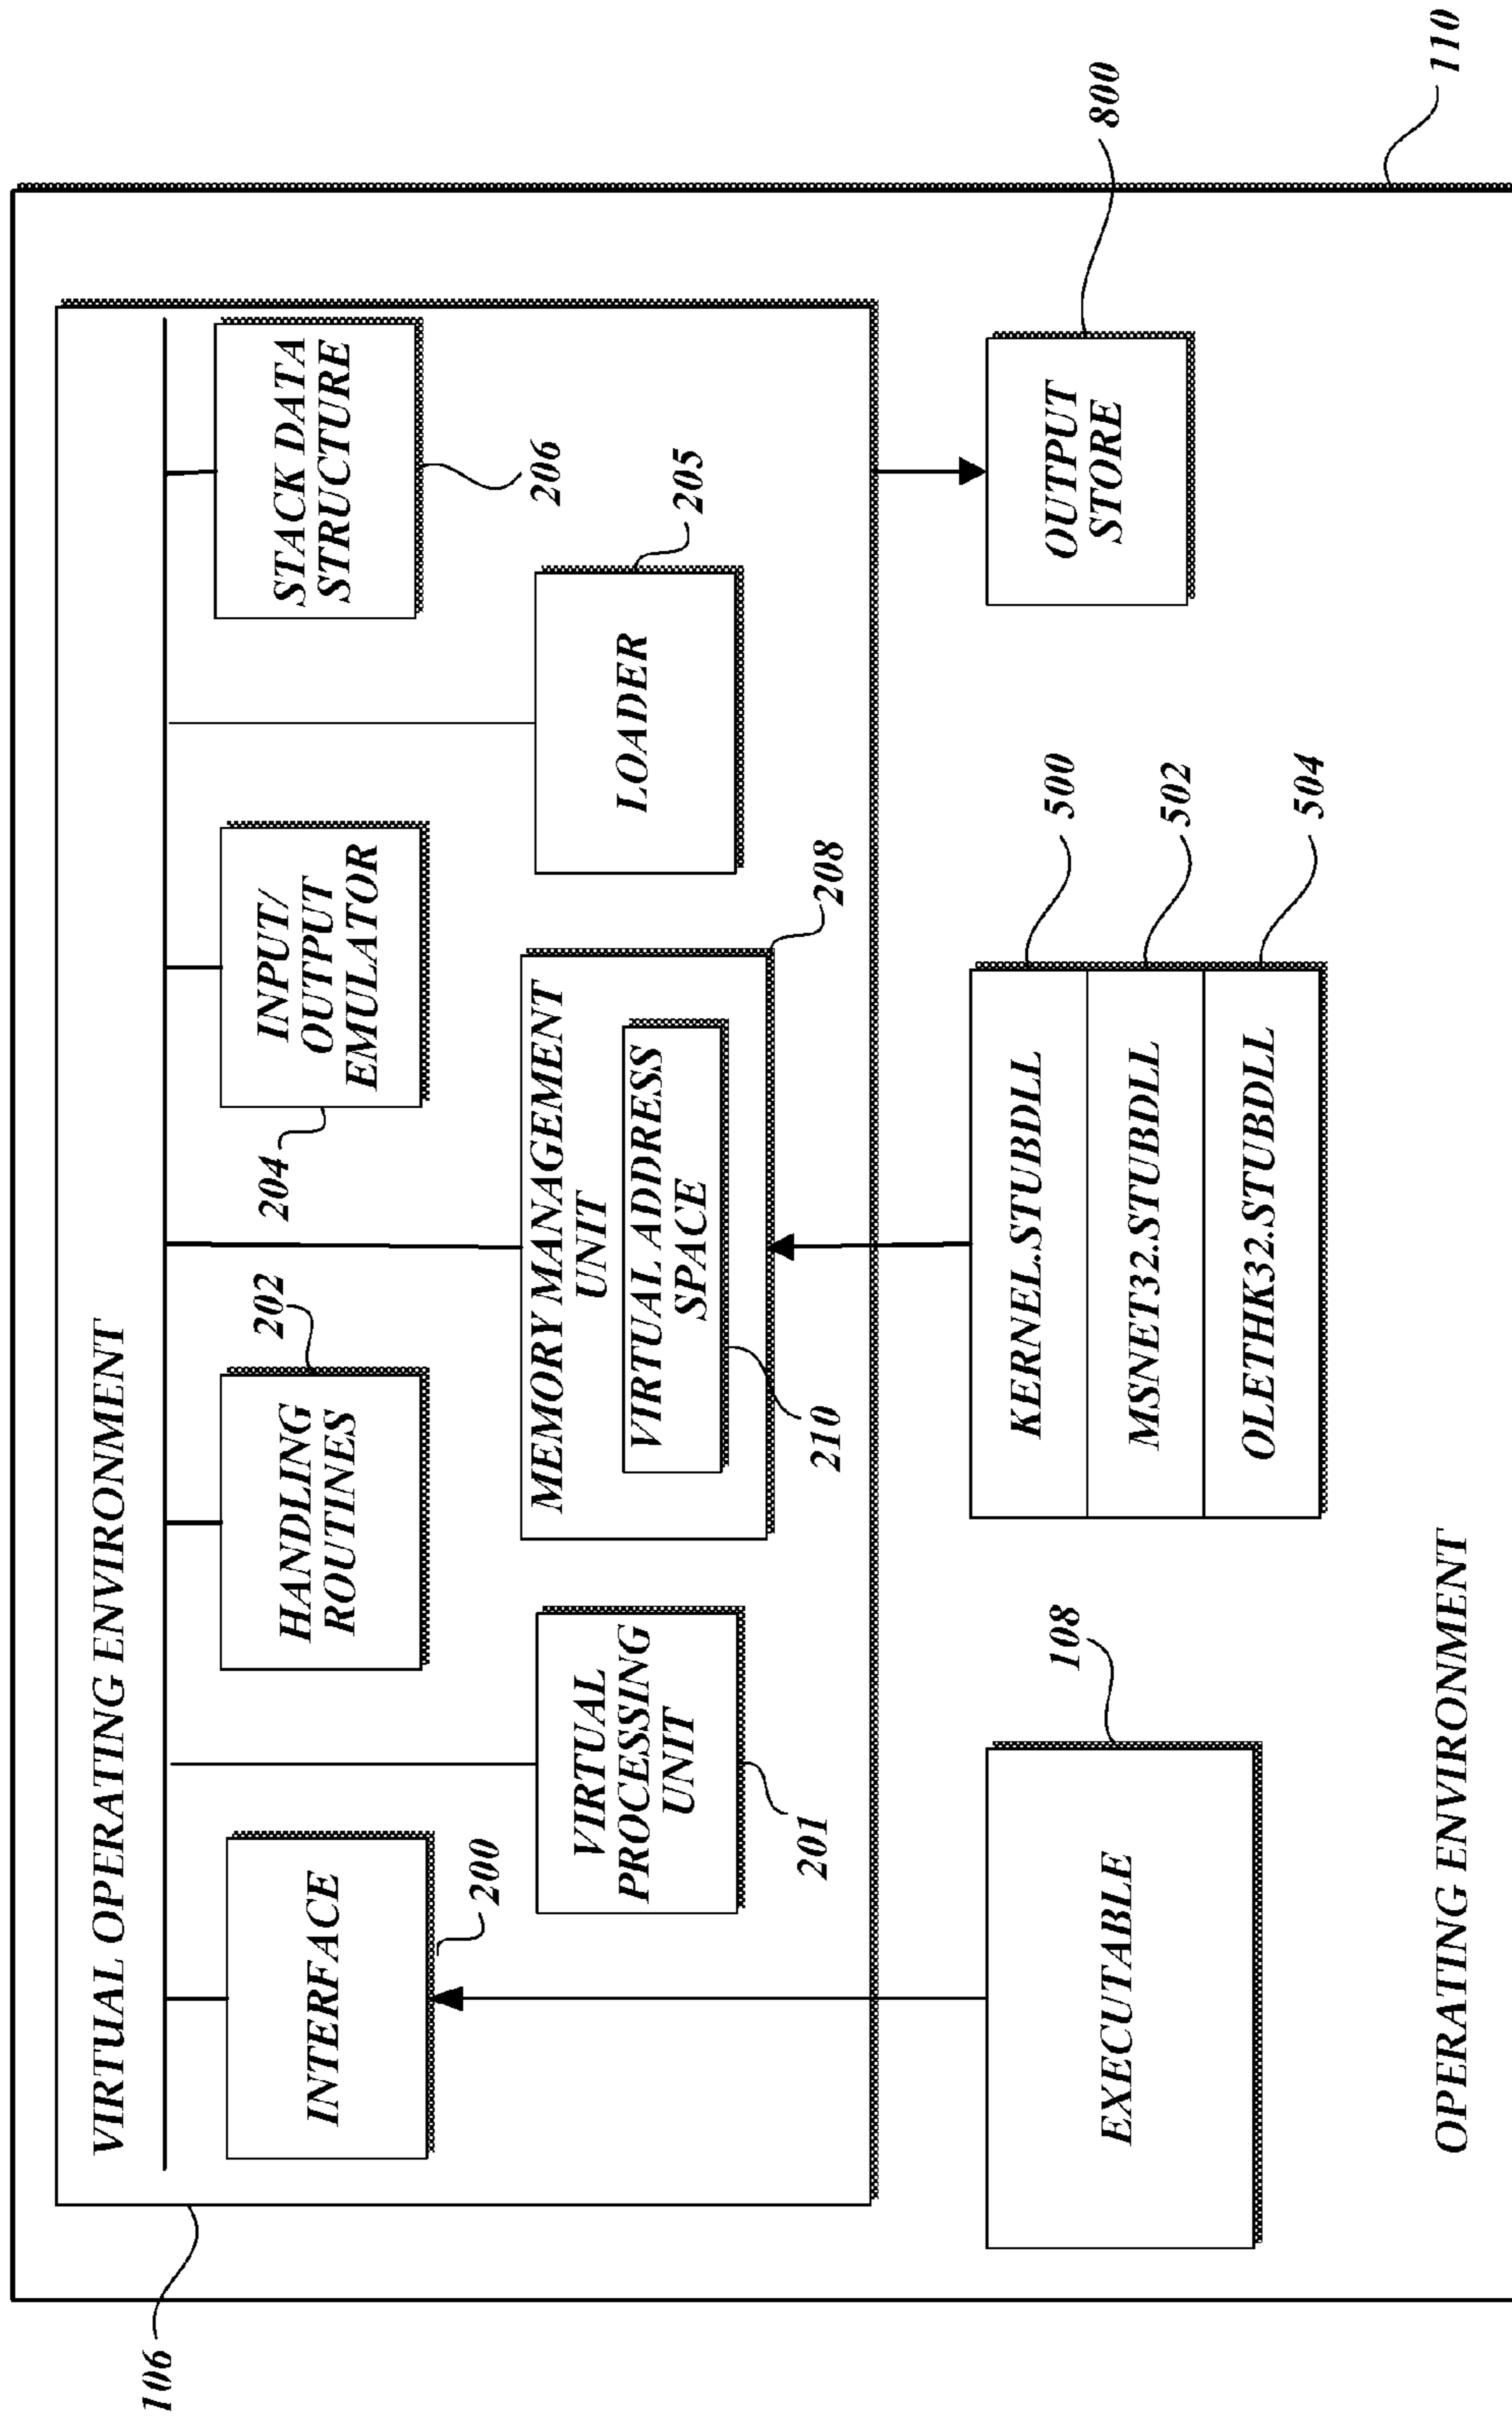 VIRTUAL OPERATING ENVIRONMENT
106
INTERFACE
200
HANDLING
ROUTINES
202
INPUT/
OUTPUT
EMULATOR
204
STACK DATA
STRUCTURE
206
VIRTUAL
PROCESSING
UNIT
201
MEMORY MANAGEMENT
UNIT
208
VIRTUAL ADDRESS
SPACE
210
LOADER
205
EXECUTABLE
108
KERNEL.STUBDLL
500
MSNET32.STUBDLL
502
OLETHK32.STUBDLL
504
OUTPUT
STORE
800
OPERATING ENVIRONMENT
110